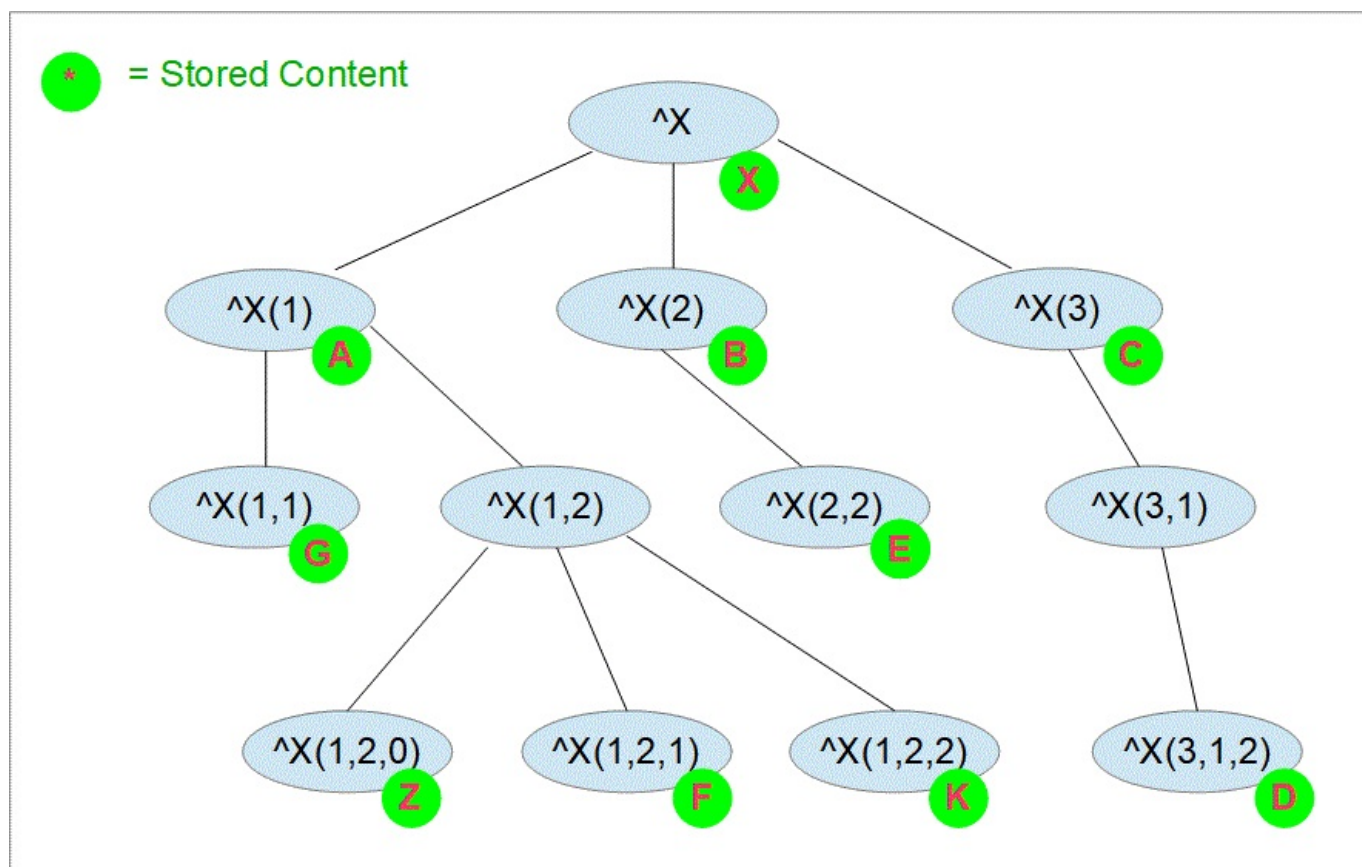 * = Stored Content
^X
X
^X(1) ^X(2) ^X(3)
A B C
^X(1,1) ^X(1,2) ^X(2,2) ^X(3,1)
G E
^X(1,2,0) ^X(1,2,1) ^X(1,2,2) ^X(3,1,2)
Z F K D